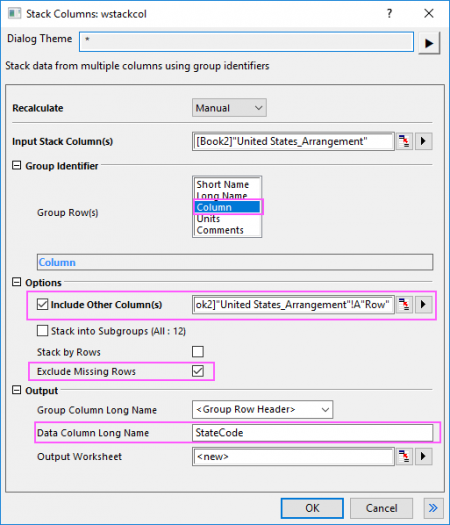 Stack Columns: wstackcol
Dialog Theme *
Stack data from multiple columns using group identifiers
Recalculate Manual
Input Stack Column(s) [Book2]"United States_Arrangement"
Group Identifier
Group Row(s)
Short Name
Long Name
Column
Units
Comments
Column
Options
Include Other Column(s) ok2]"United States_Arrangement"!A"Row"
Stack into Subgroups (All : 12)
Stack by Rows
Exclude Missing Rows
Output
Group Column Long Name <Group Row Header>
Data Column Long Name StateCode
Output Worksheet <new>
OK Cancel